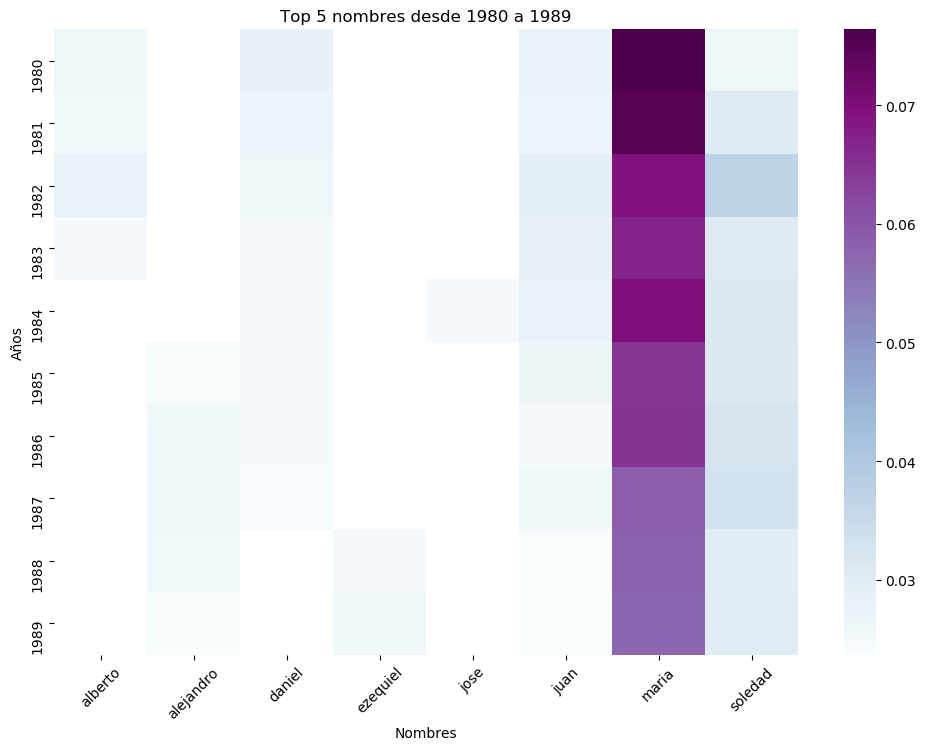 Top 5 nombres desde 1980 a 1989
Años
1980
1981
1982
1983
1984
1985
1986
1987
1988
1989
alberto
alejandro
daniel
ezequiel
jose
juan
maria
soledad
Nombres
0.07
0.06
0.05
0.04
0.03